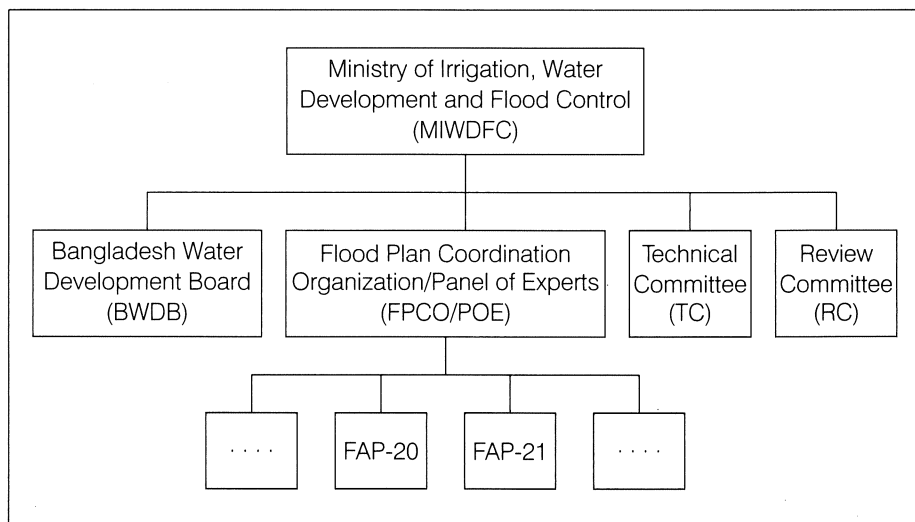 Ministry of Irrigation, Water
Development and Flood Control
(MIWDFC)
Bangladesh Water
Development Board
(BWDB)
Flood Plan Coordination
Organization/Panel of Experts
(FPCO/POE)
Technical
Committee
(TC)
Review
Committee
(RC)
. . . .
FAP-20
FAP-21
. . . .